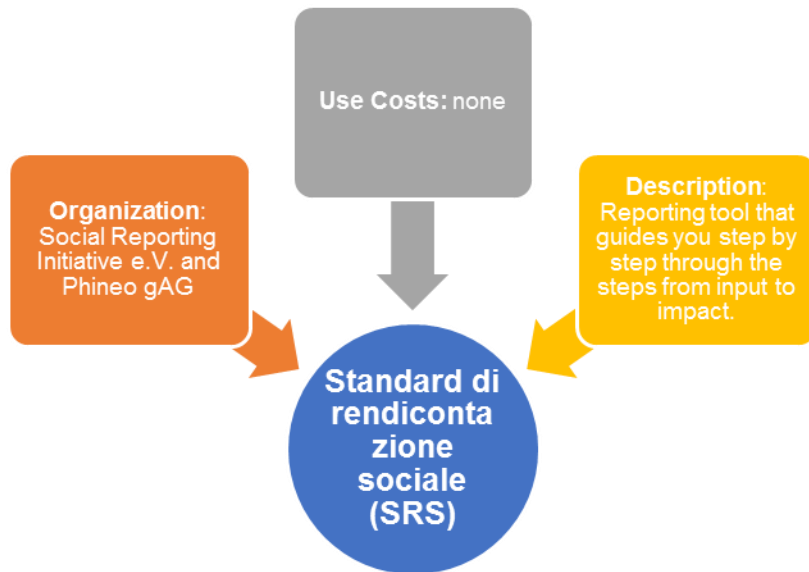 Use Costs: none
Organization:
Social Reporting
Initiative e.V. and
Phineo gAG
Description:
Reporting tool that
guides you step by
step through the
steps from input to
impact.
Standard di
rendiconta
zione
sociale
(SRS)